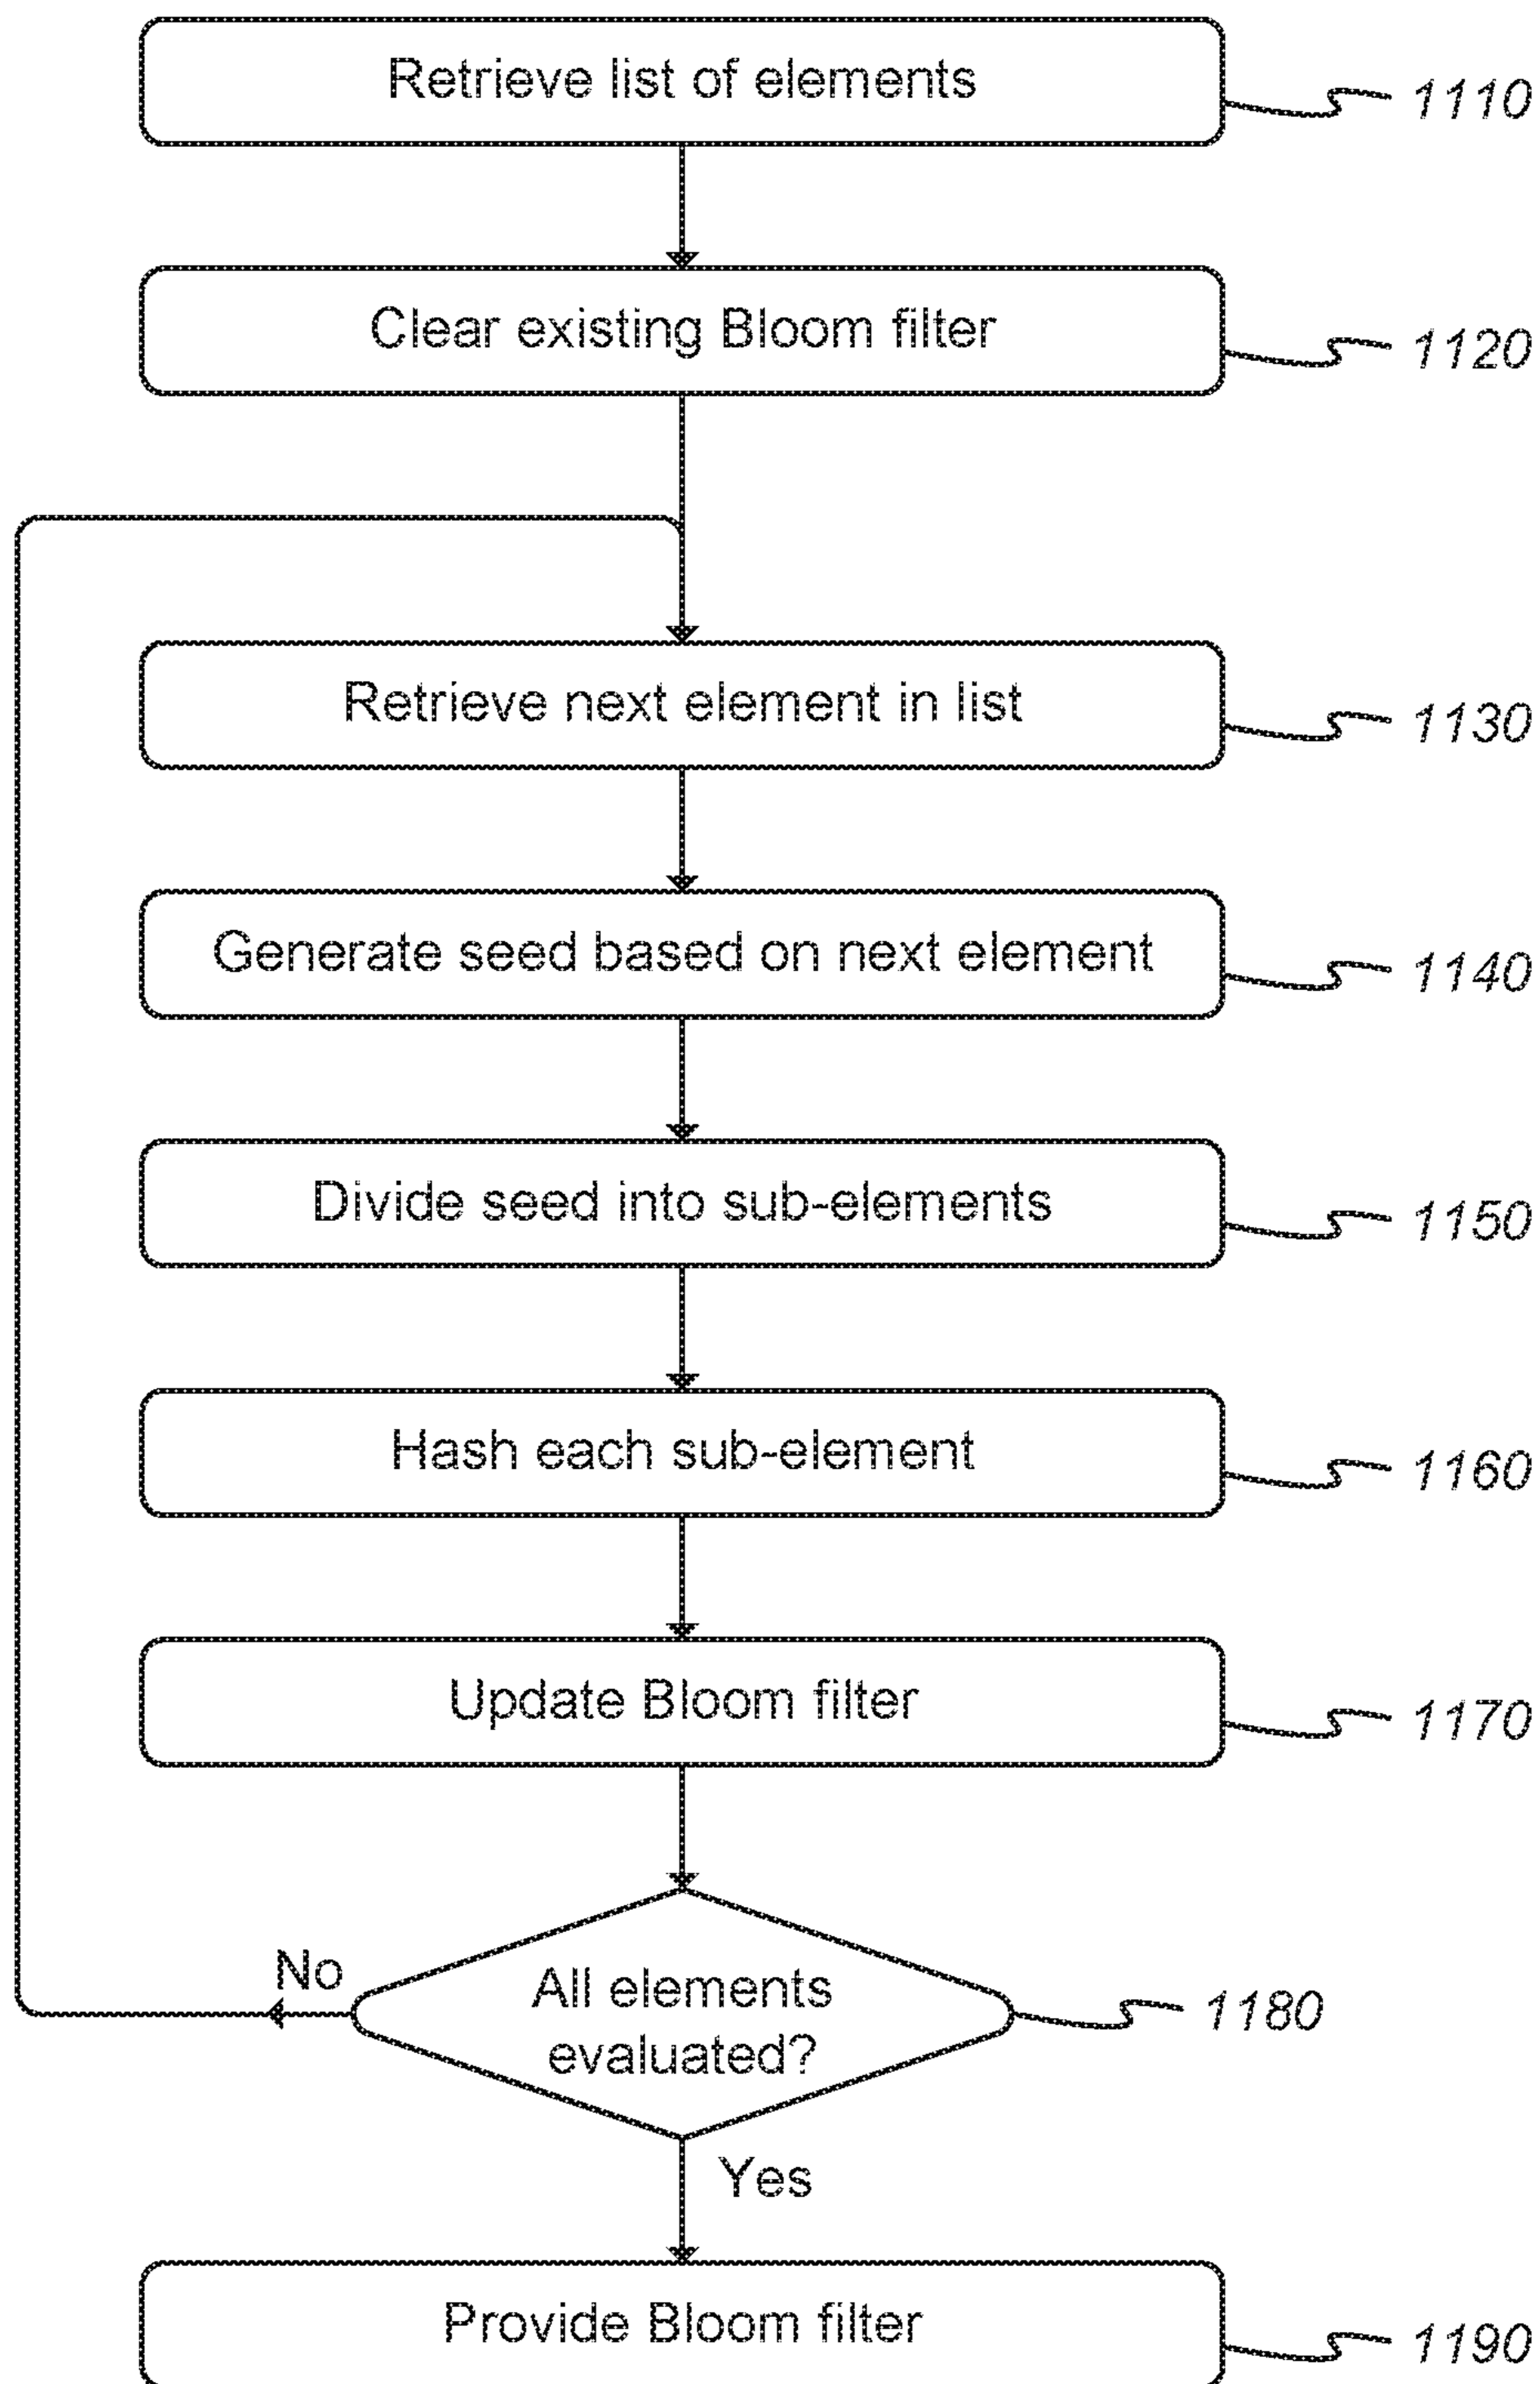 Retrieve list of elements
1110
Clear existing Bloom filter
1120
Retrieve next element in list
1130
Generate seed based on next element
1140
Divide seed into sub-elements
1150
Hash each sub-element
1160
Update Bloom filter
1170
No
All elements
evaluated?
1180
Yes
Provide Bloom filter
1190